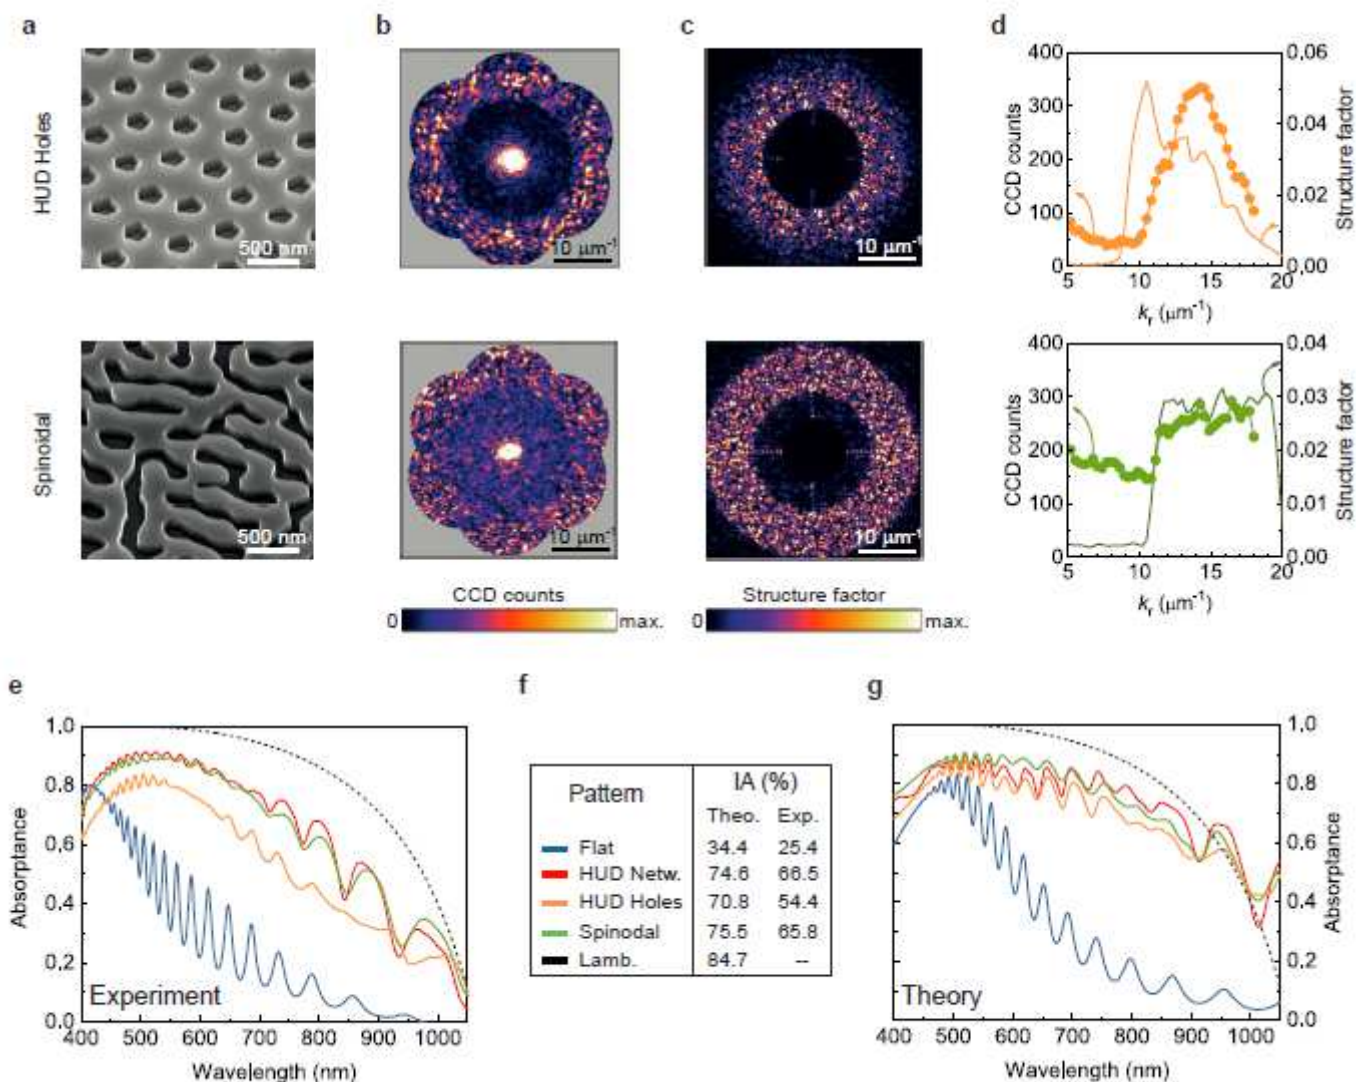 a
b
c
d
HUD Holes
500 nm
10 μm⁻¹
10 μm⁻¹
CCD counts
400
300
200
100
0
0.06
0.04
0.02
0.00
Structure factor
5 10 15 20
kᵣ (μm⁻¹)
Spinoidal
500 nm
10 μm⁻¹
10 μm⁻¹
CCD counts
400
300
200
100
0
0.04
0.03
0.02
0.01
0.00
Structure factor
5 10 15 20
kᵣ (μm⁻¹)
CCD counts
0 max.
Structure factor
0 max.
e
f
g
Absorptance
1.0
0.8
0.6
0.4
0.2
0.0
Experiment
400 500 600 700 800 900 1000
Wavelength (nm)
Pattern IA (%)
Theo. Exp.
Flat 34.4 25.4
HUD Netw. 74.6 66.5
HUD Holes 70.8 54.4
Spinodal 75.5 65.8
Lamb. 84.7 --
1.0
0.8
0.6
0.4
0.2
0.0
Absorptance
Theory
400 500 600 700 800 900 1000
Wavelength (nm)